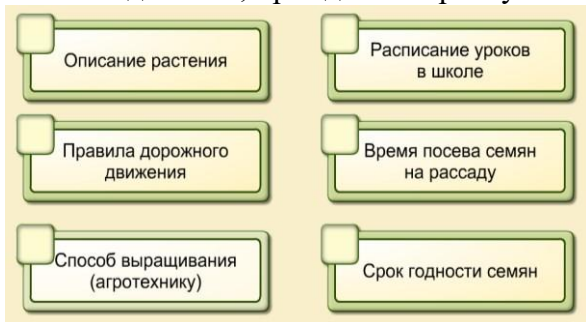 Описание растения
Расписание уроков
в школе
Правила дорожного
движения
Время посева семян
на рассаду
Способ выращивания
(агротехнику)
Срок годности семян